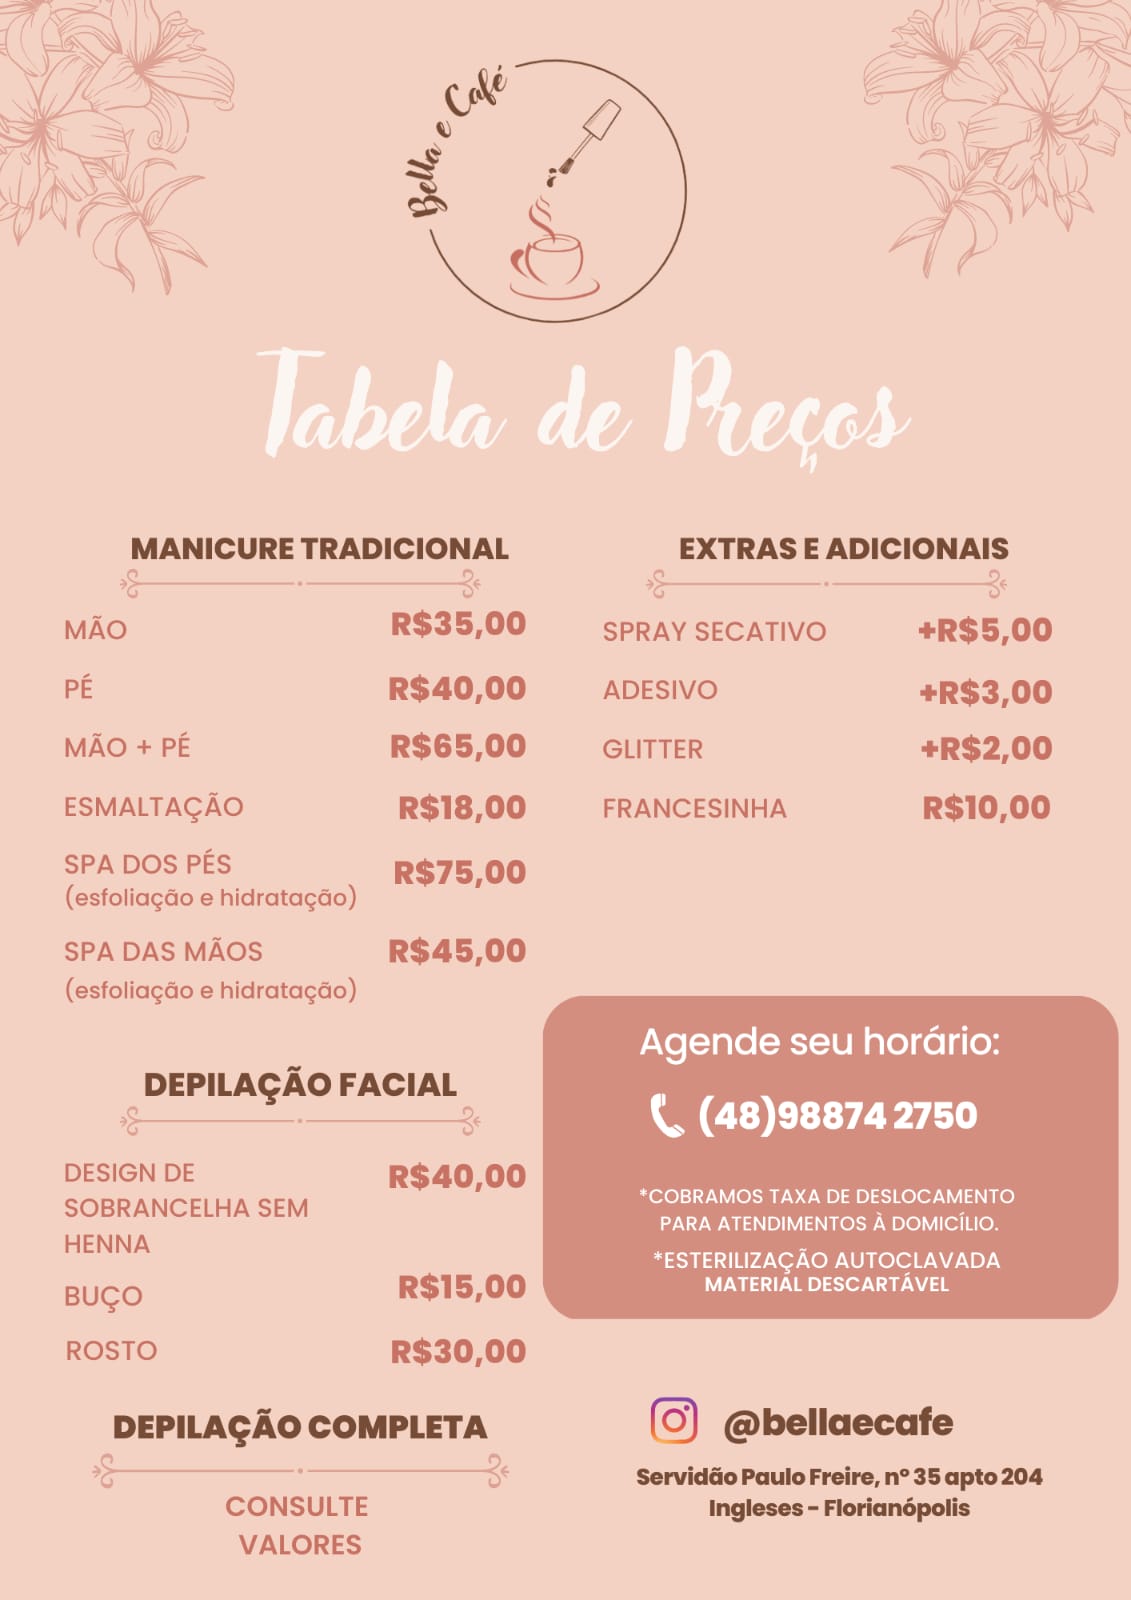 Bella e Café
Tabela de Preços
MANICURE TRADICIONAL
MÃO R$35,00
PÉ R$40,00
MÃO + PÉ R$65,00
ESMALTAÇÃO R$18,00
SPA DOS PÉS R$75,00
(esfoliação e hidratação)
SPA DAS MÃOS R$45,00
(esfoliação e hidratação)
EXTRAS E ADICIONAIS
SPRAY SECATIVO +R$5,00
ADESIVO +R$3,00
GLITTER +R$2,00
FRANCESINHA R$10,00
DEPILAÇÃO FACIAL
DESIGN DE R$40,00
SOBRANCELHA SEM
HENNA
BUÇO R$15,00
ROSTO R$30,00
DEPILAÇÃO COMPLETA
CONSULTE
VALORES
Agende seu horário:
(48)98874 2750
*COBRAMOS TAXA DE DESLOCAMENTO
PARA ATENDIMENTOS À DOMICÍLIO.
*ESTERILIZAÇÃO AUTOCLAVADA
MATERIAL DESCARTÁVEL
@bellaecafe
Servidão Paulo Freire, nº 35 apto 204
Ingleses - Florianópolis